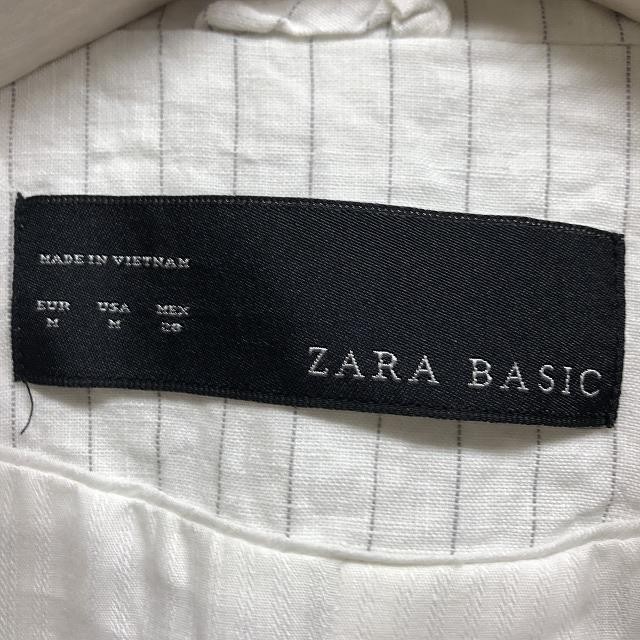 MADE IN VIETNAM
EUR USA MEX
M M 28
ZARA BASIC